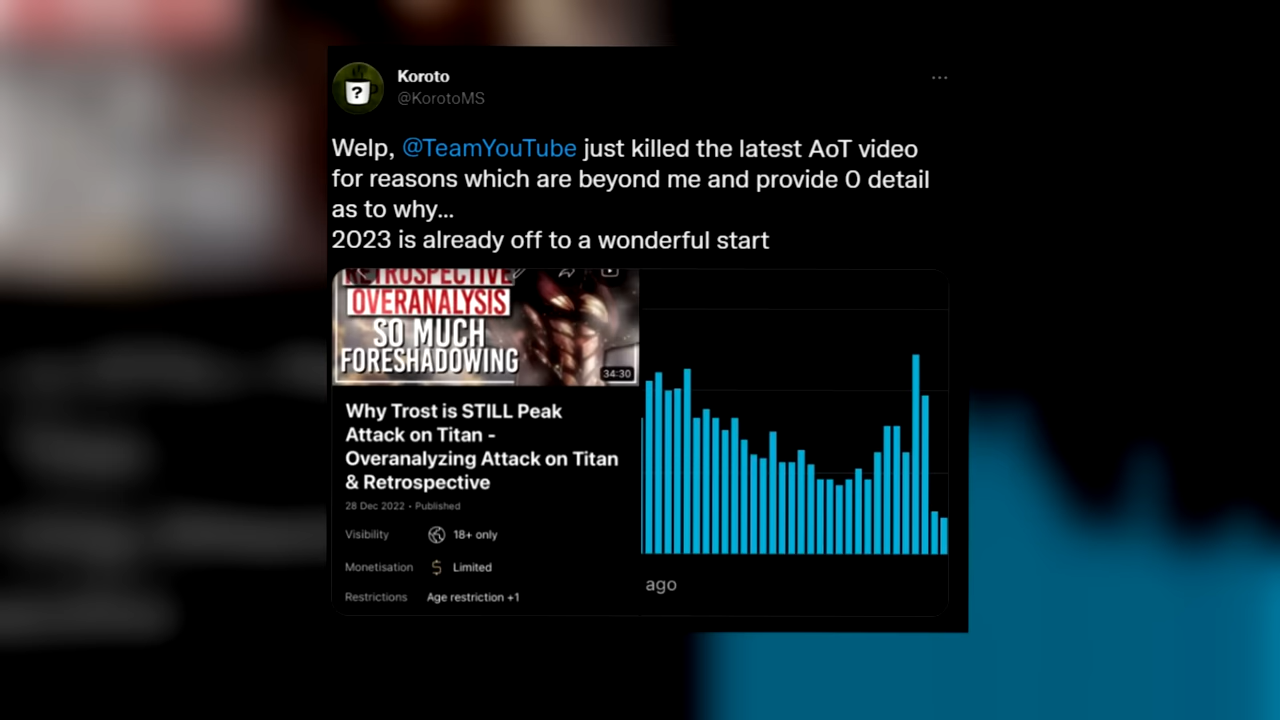 Koroto
@KorotoMS
Welp, @TeamYouTube just killed the latest AoT video
for reasons which are beyond me and provide 0 detail
as to why...
2023 is already off to a wonderful start
RETROSPECTIVE
OVERANALYSIS
SO MUCH
FORESHADOWING
34:30
Why Trost is STILL Peak
Attack on Titan -
Overanalyzing Attack on Titan
& Retrospective
28 Dec 2022 • Published
Visibility 18+ only
Monetisation $ Limited
Restrictions Age restriction +1
ago